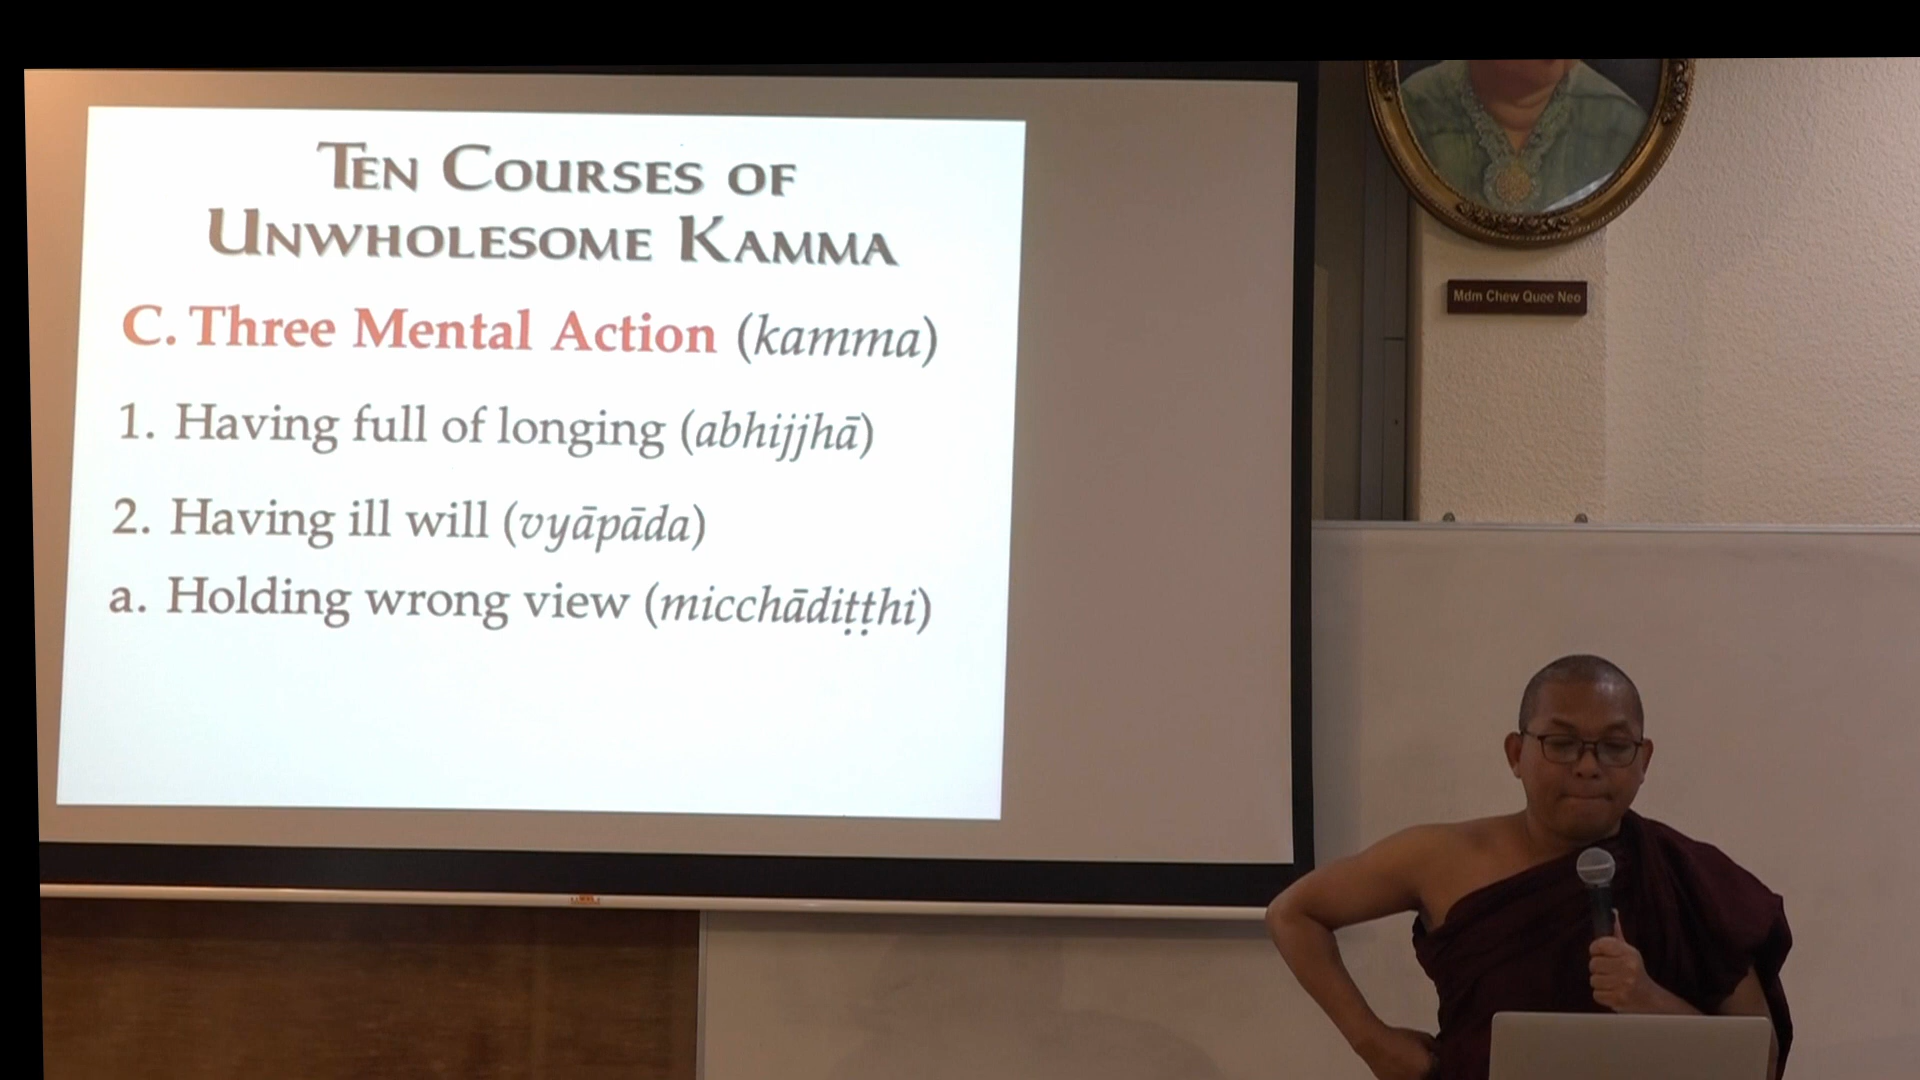 TEN COURSES OF
UNWHOLESOME KAMMA
C. Three Mental Action (kamma)
1. Having full of longing (abhijjhā)
2. Having ill will (vyāpāda)
a. Holding wrong view (micchādiṭṭhi)
Mdm Chew Quee Neo